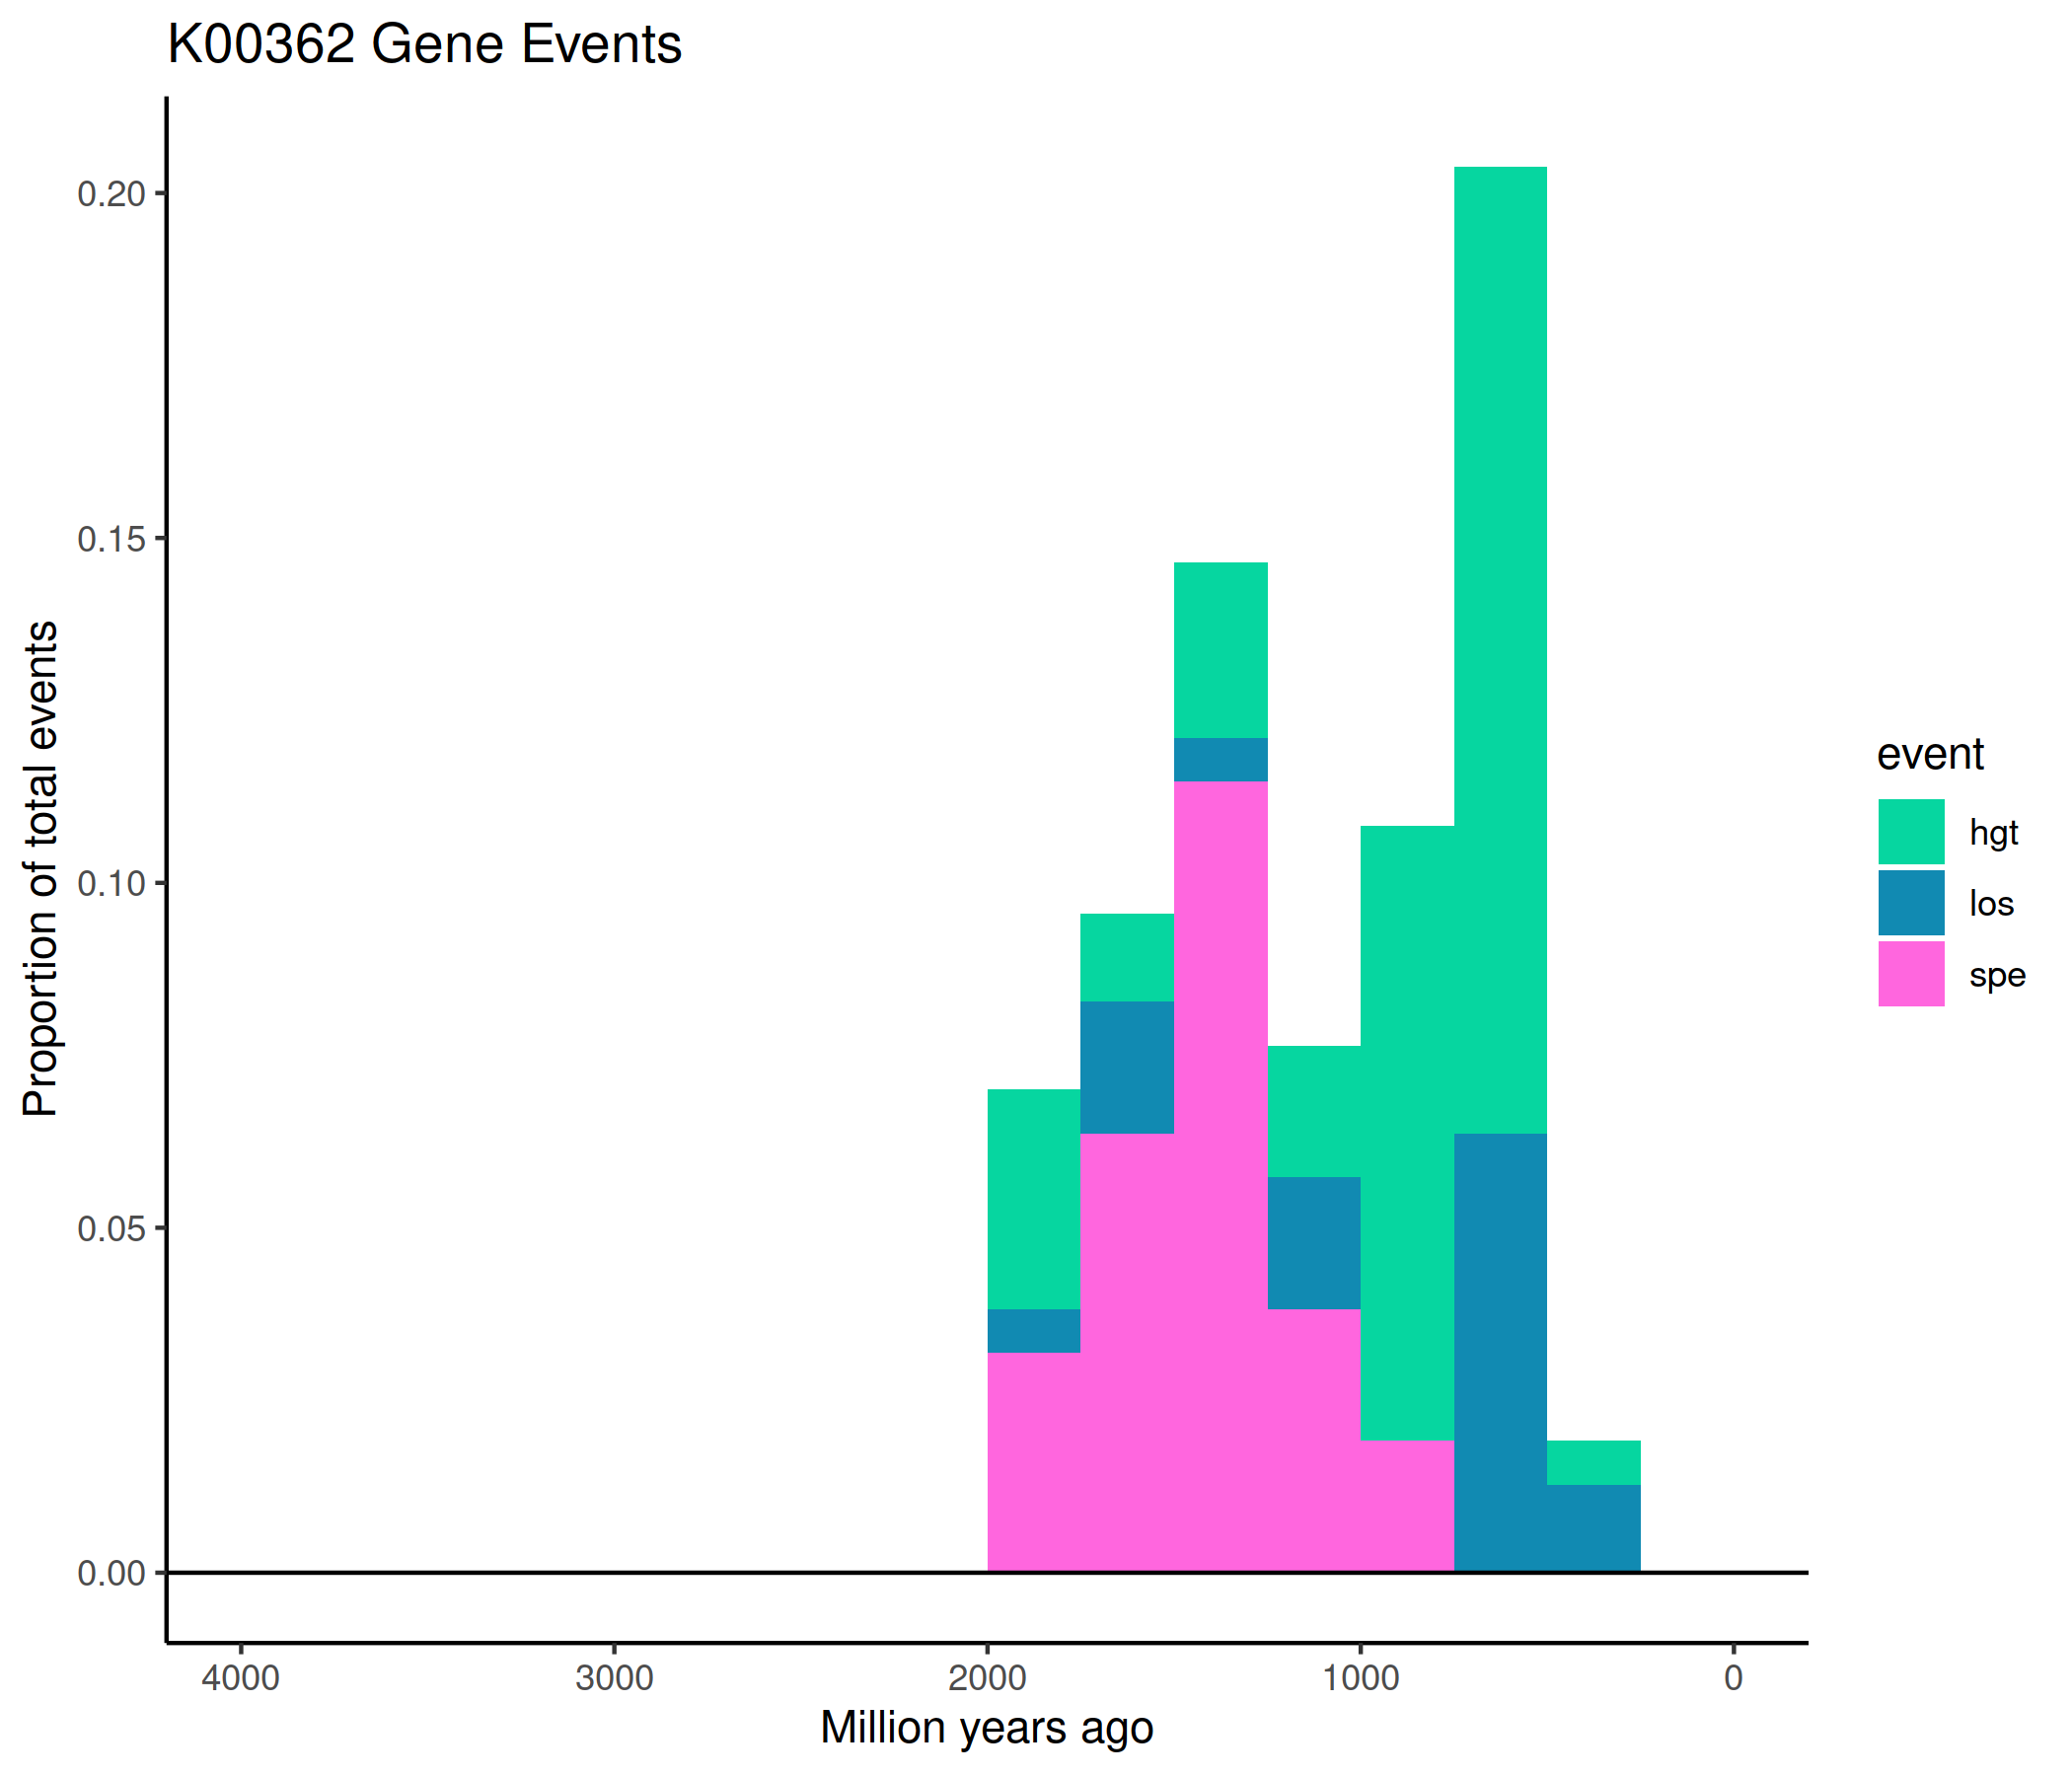 K00362 Gene Events
Proportion of total events
0.20
0.15
0.10
0.05
0.00
4000 3000 2000 1000 0
Million years ago
event
hgt
los
spe